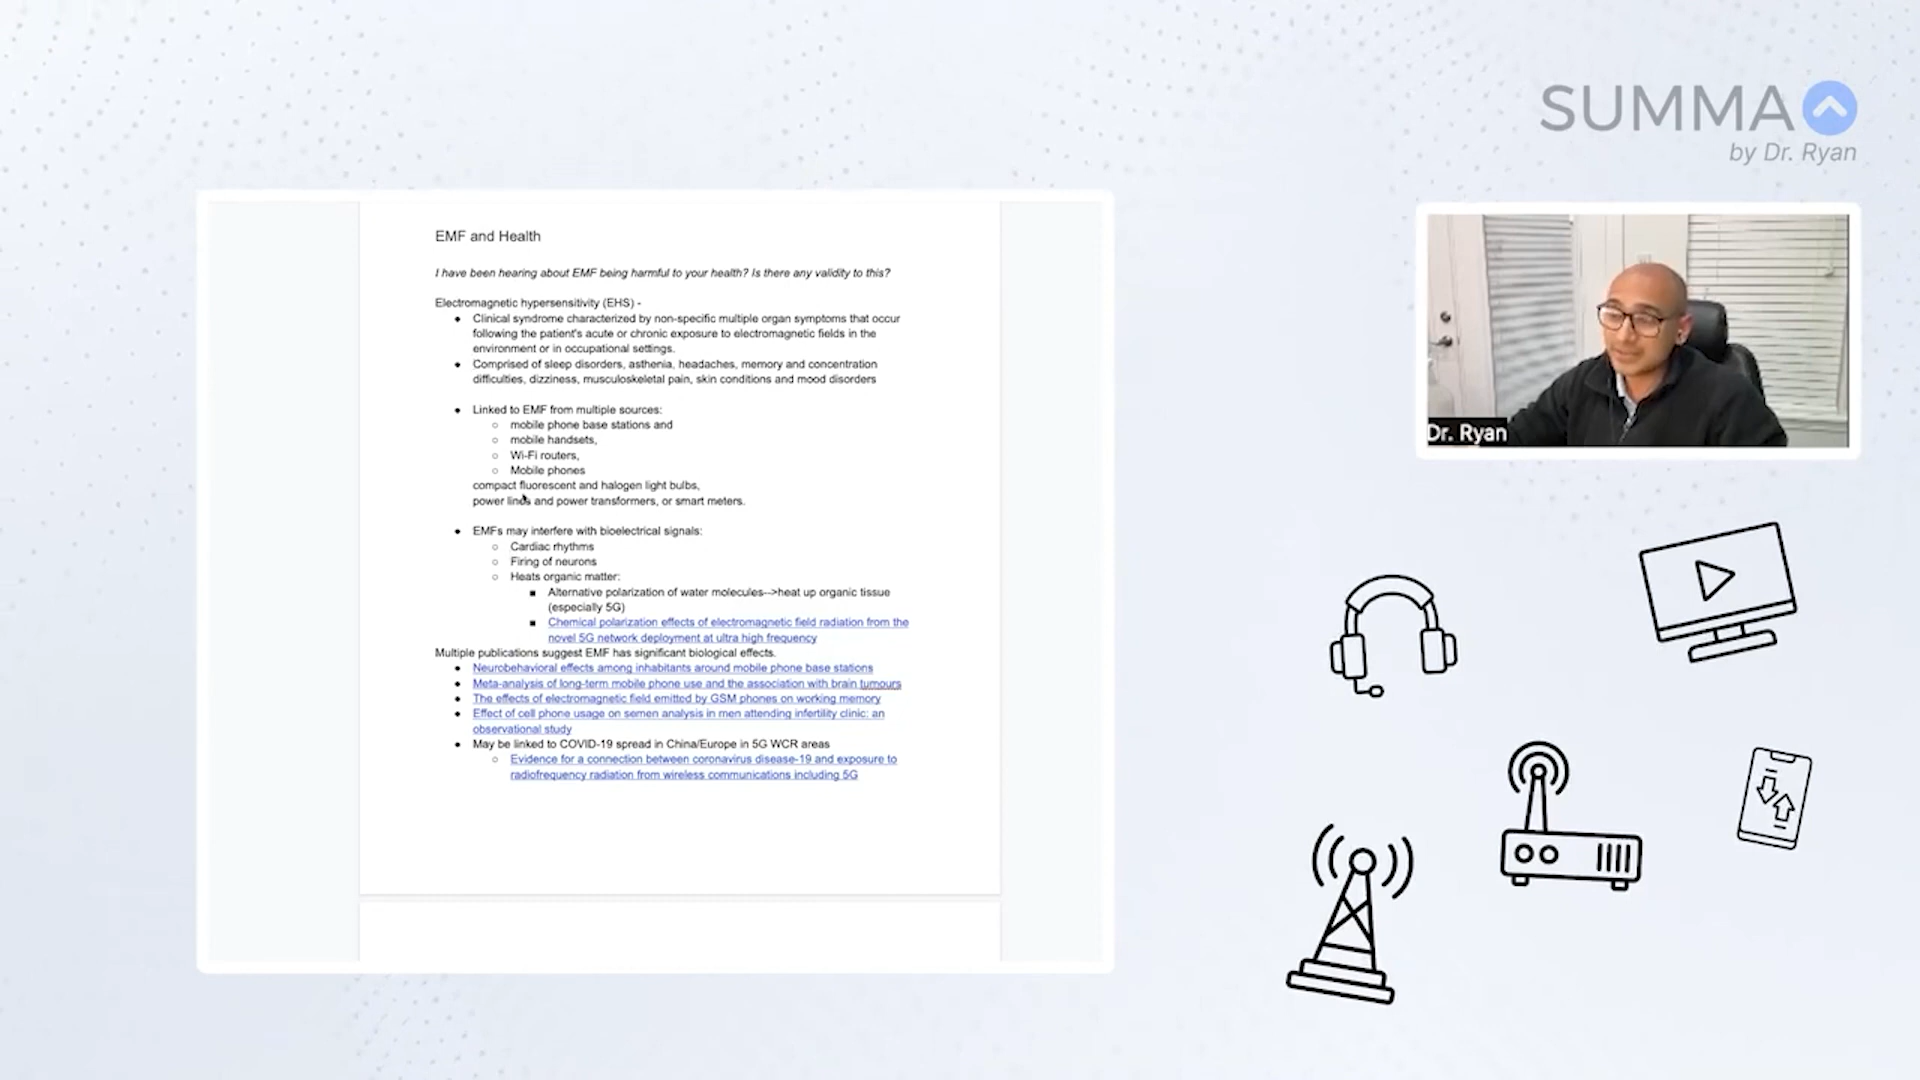 SUMMA
by Dr. Ryan
EMF and Health
I have been hearing about EMF being harmful to your health? Is there any validity to this?
Electromagnetic hypersensitivity (EHS) -
• Clinical syndrome characterized by non-specific multiple organ symptoms that occur
following the patient's acute or chronic exposure to electromagnetic fields in the
environment or in occupational settings.
• Comprised of sleep disorders, asthenia, headaches, memory and concentration
difficulties, dizziness, musculoskeletal pain, skin conditions and mood disorders
• Linked to EMF from multiple sources:
○ mobile phone base stations and
○ mobile handsets,
○ Wi-Fi routers,
○ Mobile phones
compact fluorescent and halogen light bulbs,
power lines and power transformers, or smart meters.
• EMFs may interfere with bioelectrical signals:
○ Cardiac rhythms
○ Firing of neurons
○ Heats organic matter:
■ Alternative polarization of water molecules-->heat up organic tissue
(especially 5G)
■ Chemical polarization effects of electromagnetic field radiation from the
novel 5G network deployment at ultra high frequency
Multiple publications suggest EMF has significant biological effects.
• Neurobehavioral effects among inhabitants around mobile phone base stations
• Meta-analysis of long-term mobile phone use and the association with brain tumours
• The effects of electromagnetic field emitted by GSM phones on working memory
• Effect of cell phone usage on semen analysis in men attending infertility clinic: an
observational study
• May be linked to COVID-19 spread in China/Europe in 5G WCR areas
○ Evidence for a connection between coronavirus disease-19 and exposure to
radiofrequency radiation from wireless communications including 5G
Dr. Ryan